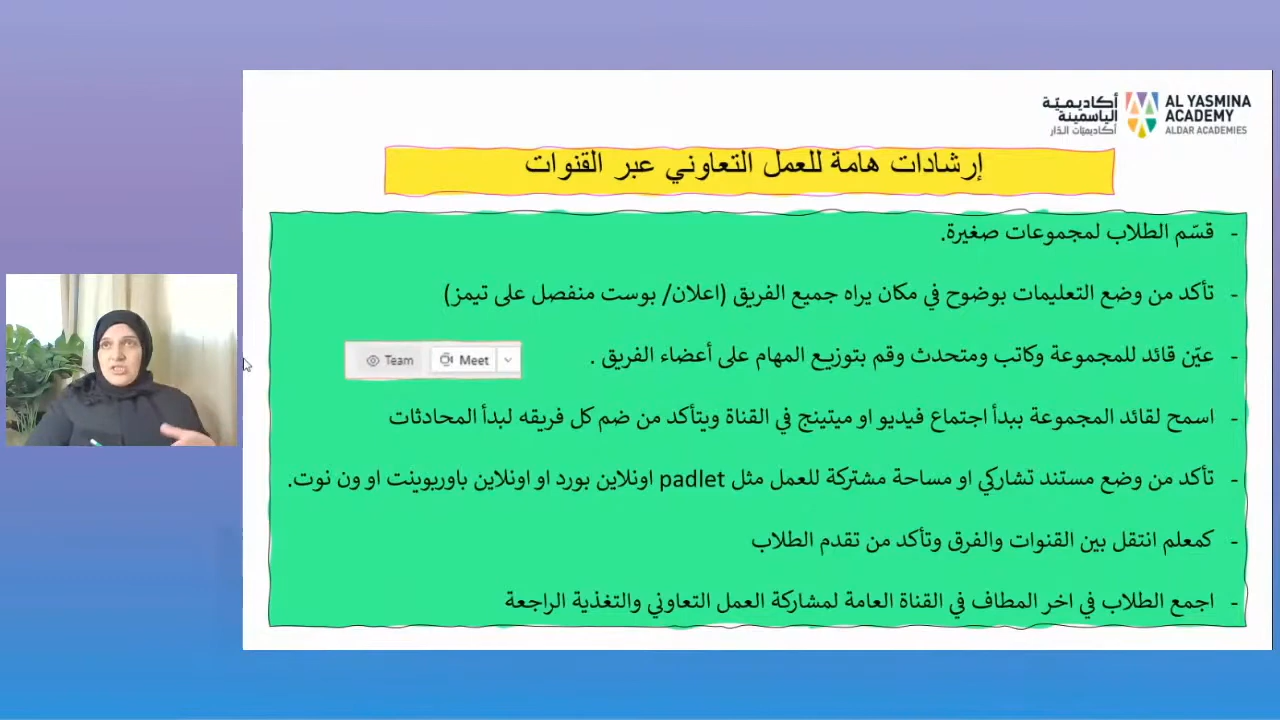 أكاديميّة
الياسمينة
أكاديميّات الدّار
AL YASMINA
ACADEMY
ALDAR ACADEMIES
إرشادات هامة للعمل التعاوني عبر القنوات
- قسّم الطلاب لمجموعات صغيرة.
- تأكد من وضع التعليمات بوضوح في مكان يراه جميع الفريق (اعلان/ بوست منفصل على تيمز)
- عيّن قائد للمجموعة وكاتب ومتحدث وقم بتوزيع المهام على أعضاء الفريق .
Team Meet
- اسمح لقائد المجموعة ببدأ اجتماع فيديو او ميتينج في القناة ويتأكد من ضم كل فريقه لبدأ المحادثات
- تأكد من وضع مستند تشاركي او مساحة مشتركة للعمل مثل padlet اونلاين بورد او اونلاين باوربوينت او ون نوت.
- كمعلم انتقل بين القنوات والفرق وتأكد من تقدم الطلاب
- اجمع الطلاب في اخر المطاف في القناة العامة لمشاركة العمل التعاوني والتغذية الراجعة